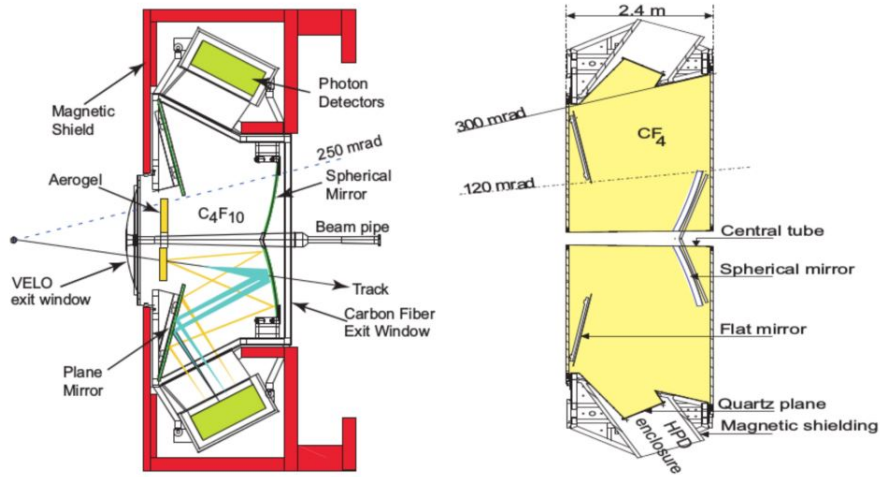 Magnetic
Shield
Photon
Detectors
250 mrad
Aerogel
Spherical
Mirror
C4F10
Beam pipe
VELO
exit window
Track
Carbon Fiber
Exit Window
Plane
Mirror
2.4 m
300 mrad
CF4
120 mrad
Central tube
Spherical mirror
Flat mirror
Quartz plane
Magnetic shielding
HPD
enclosure